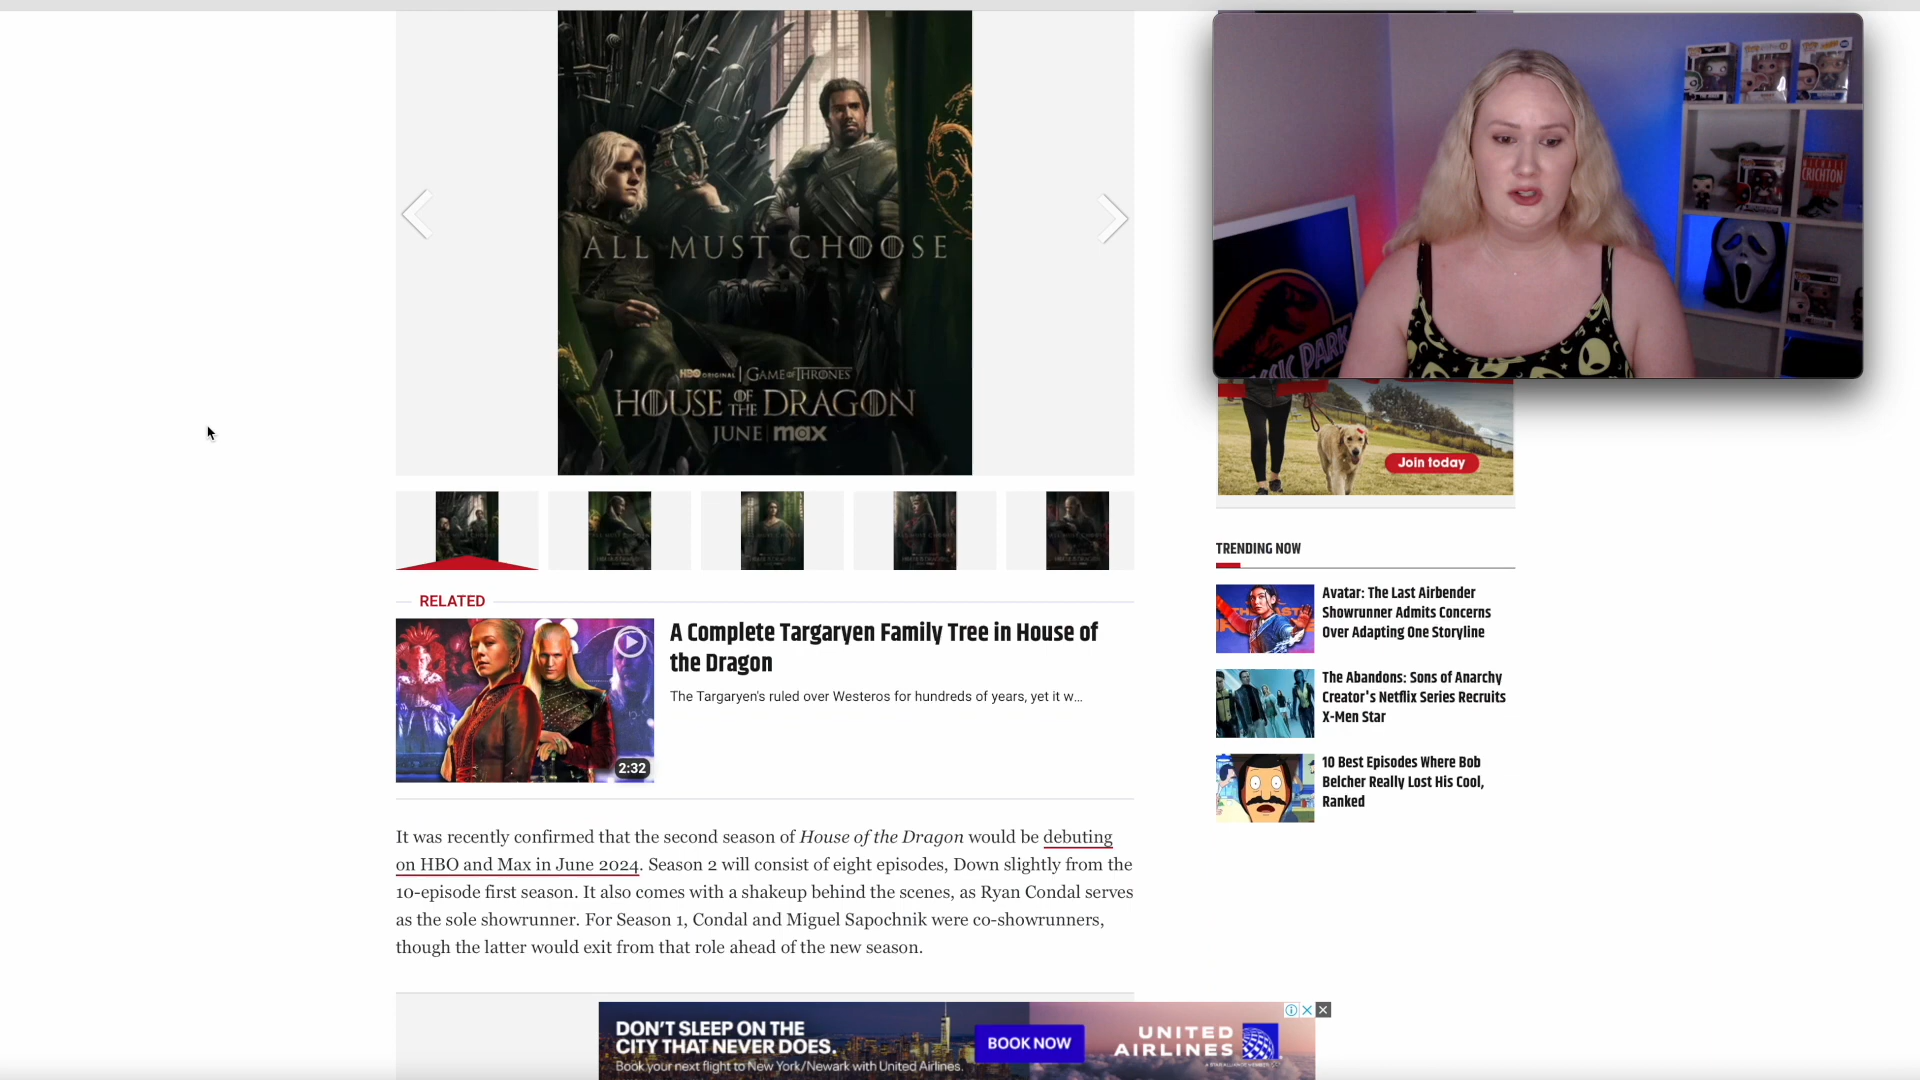 ALL MUST CHOOSE
HBO ORIGINAL | GAME OF THRONES
HOUSE OF THE DRAGON
JUNE | max
RELATED
A Complete Targaryen Family Tree in House of
the Dragon
The Targaryen's ruled over Westeros for hundreds of years, yet it w...
2:32
It was recently confirmed that the second season of House of the Dragon would be debuting
on HBO and Max in June 2024. Season 2 will consist of eight episodes, Down slightly from the
10-episode first season. It also comes with a shakeup behind the scenes, as Ryan Condal serves
as the sole showrunner. For Season 1, Condal and Miguel Sapochnik were co-showrunners,
though the latter would exit from that role ahead of the new season.
MICHAEL
CRICHTON
PARK
Join today
TRENDING NOW
Avatar: The Last Airbender
Showrunner Admits Concerns
Over Adapting One Storyline
The Abandons: Sons of Anarchy
Creator's Netflix Series Recruits
X-Men Star
10 Best Episodes Where Bob
Belcher Really Lost His Cool,
Ranked
DON'T SLEEP ON THE
CITY THAT NEVER DOES.
Book your next flight to New York/Newark with United Airlines.
BOOK NOW
UNITED
AIRLINES
A STAR ALLIANCE MEMBER